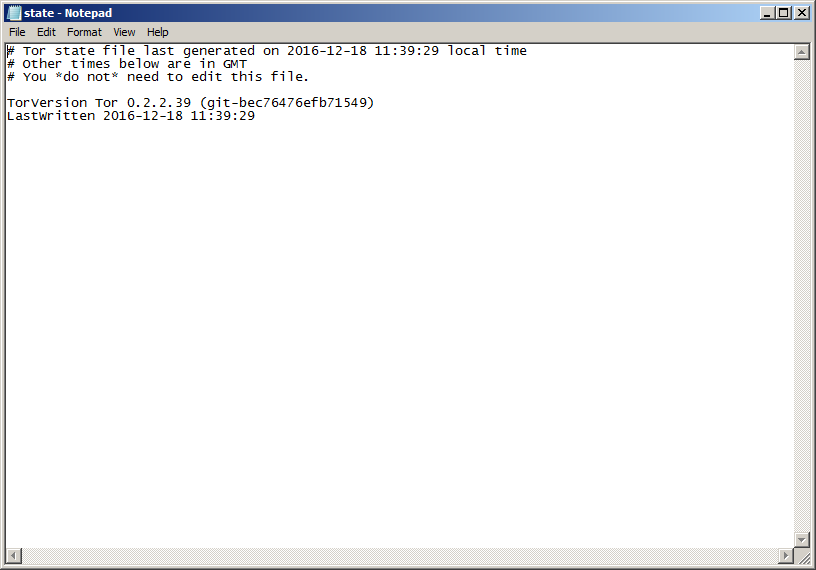 state - Notepad
File Edit Format View Help
# Tor state file last generated on 2016-12-18 11:39:29 local time
# Other times below are in GMT
# You *do not* need to edit this file.
TorVersion Tor 0.2.2.39 (git-bec76476efb71549)
LastWritten 2016-12-18 11:39:29